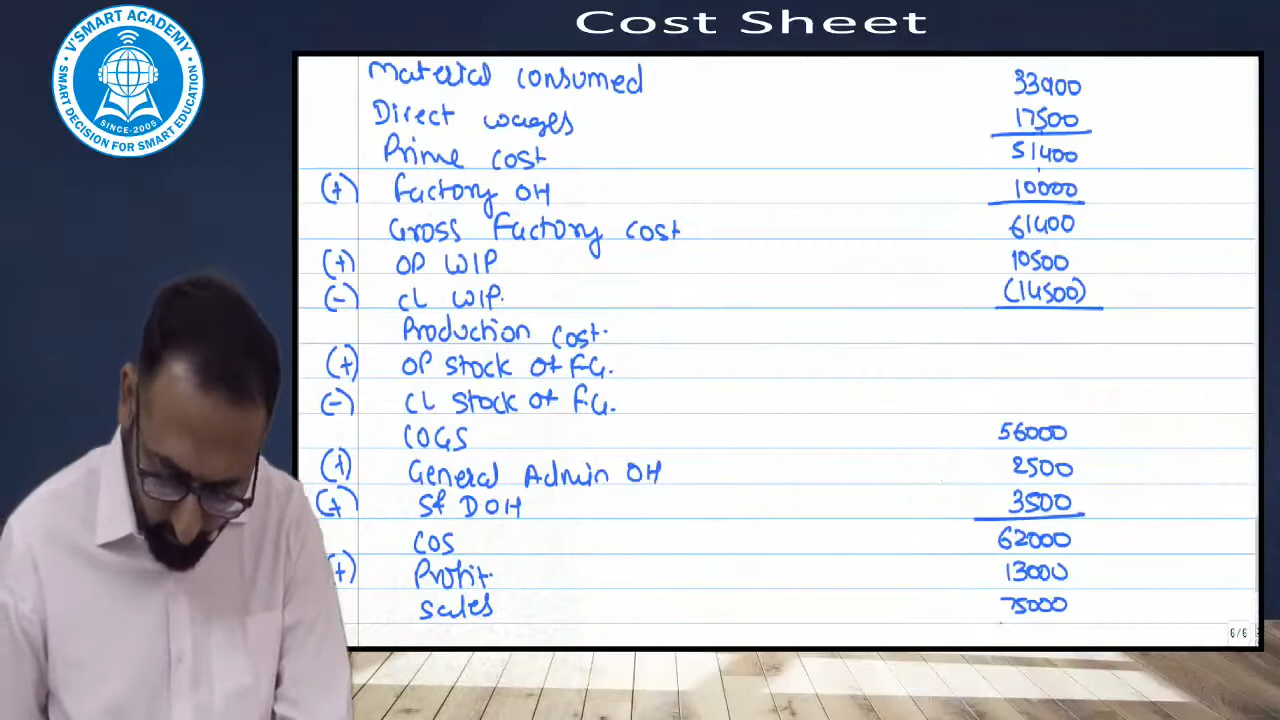 Cost Sheet
V'SMART ACADEMY
SINCE-2005
SMART DECISION FOR SMART EDUCATION
Material consumed 33900
Direct wages 17500
Prime cost 51400
(+) Factory OH 10000
Gross Factory cost 61400
(+) OP WIP 10500
(-) CL WIP. (14500)
Production cost.
(+) OP stock of FG.
(-) CL stock of FG.
COGS 56000
(+) General Admin OH 2500
(+) S& DOH 3500
COS 62000
(+) Profit. 13000
Sales 75000
6/6